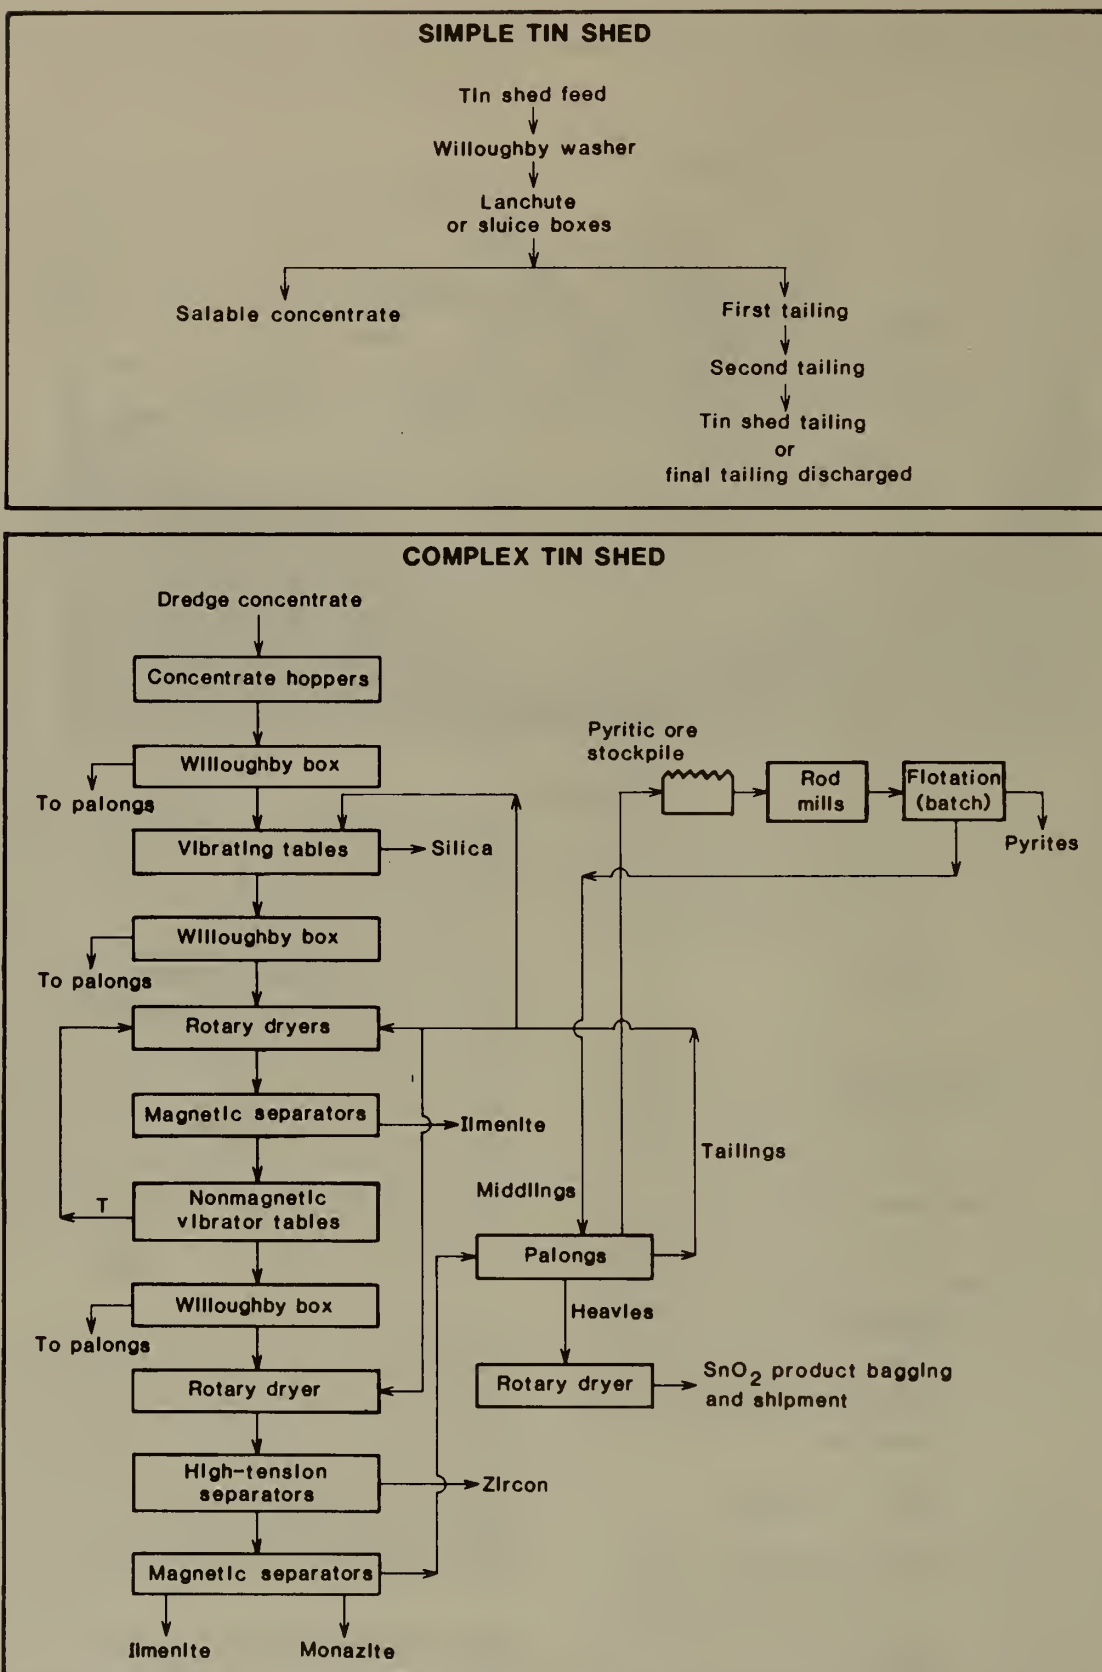 SIMPLE TIN SHED
Tin shed feed
Willoughby washer
Lanchute
or sluice boxes
Salable concentrate
First tailing
Second tailing
Tin shed tailing
or
final tailing discharged
COMPLEX TIN SHED
Dredge concentrate
Concentrate hoppers
Willoughby box
To palongs
Vibrating tables
Silica
Willoughby box
To palongs
Rotary dryers
Magnetic separators
Ilmenite
T
Nonmagnetic
vibrator tables
Willoughby box
To palongs
Rotary dryer
High-tension
separators
Zircon
Magnetic separators
Ilmenite
Monazite
Pyritic ore
stockpile
Rod
mills
Flotation
(batch)
Pyrites
Tailings
Middlings
Palongs
Heavies
Rotary dryer
SnO2 product bagging
and shipment